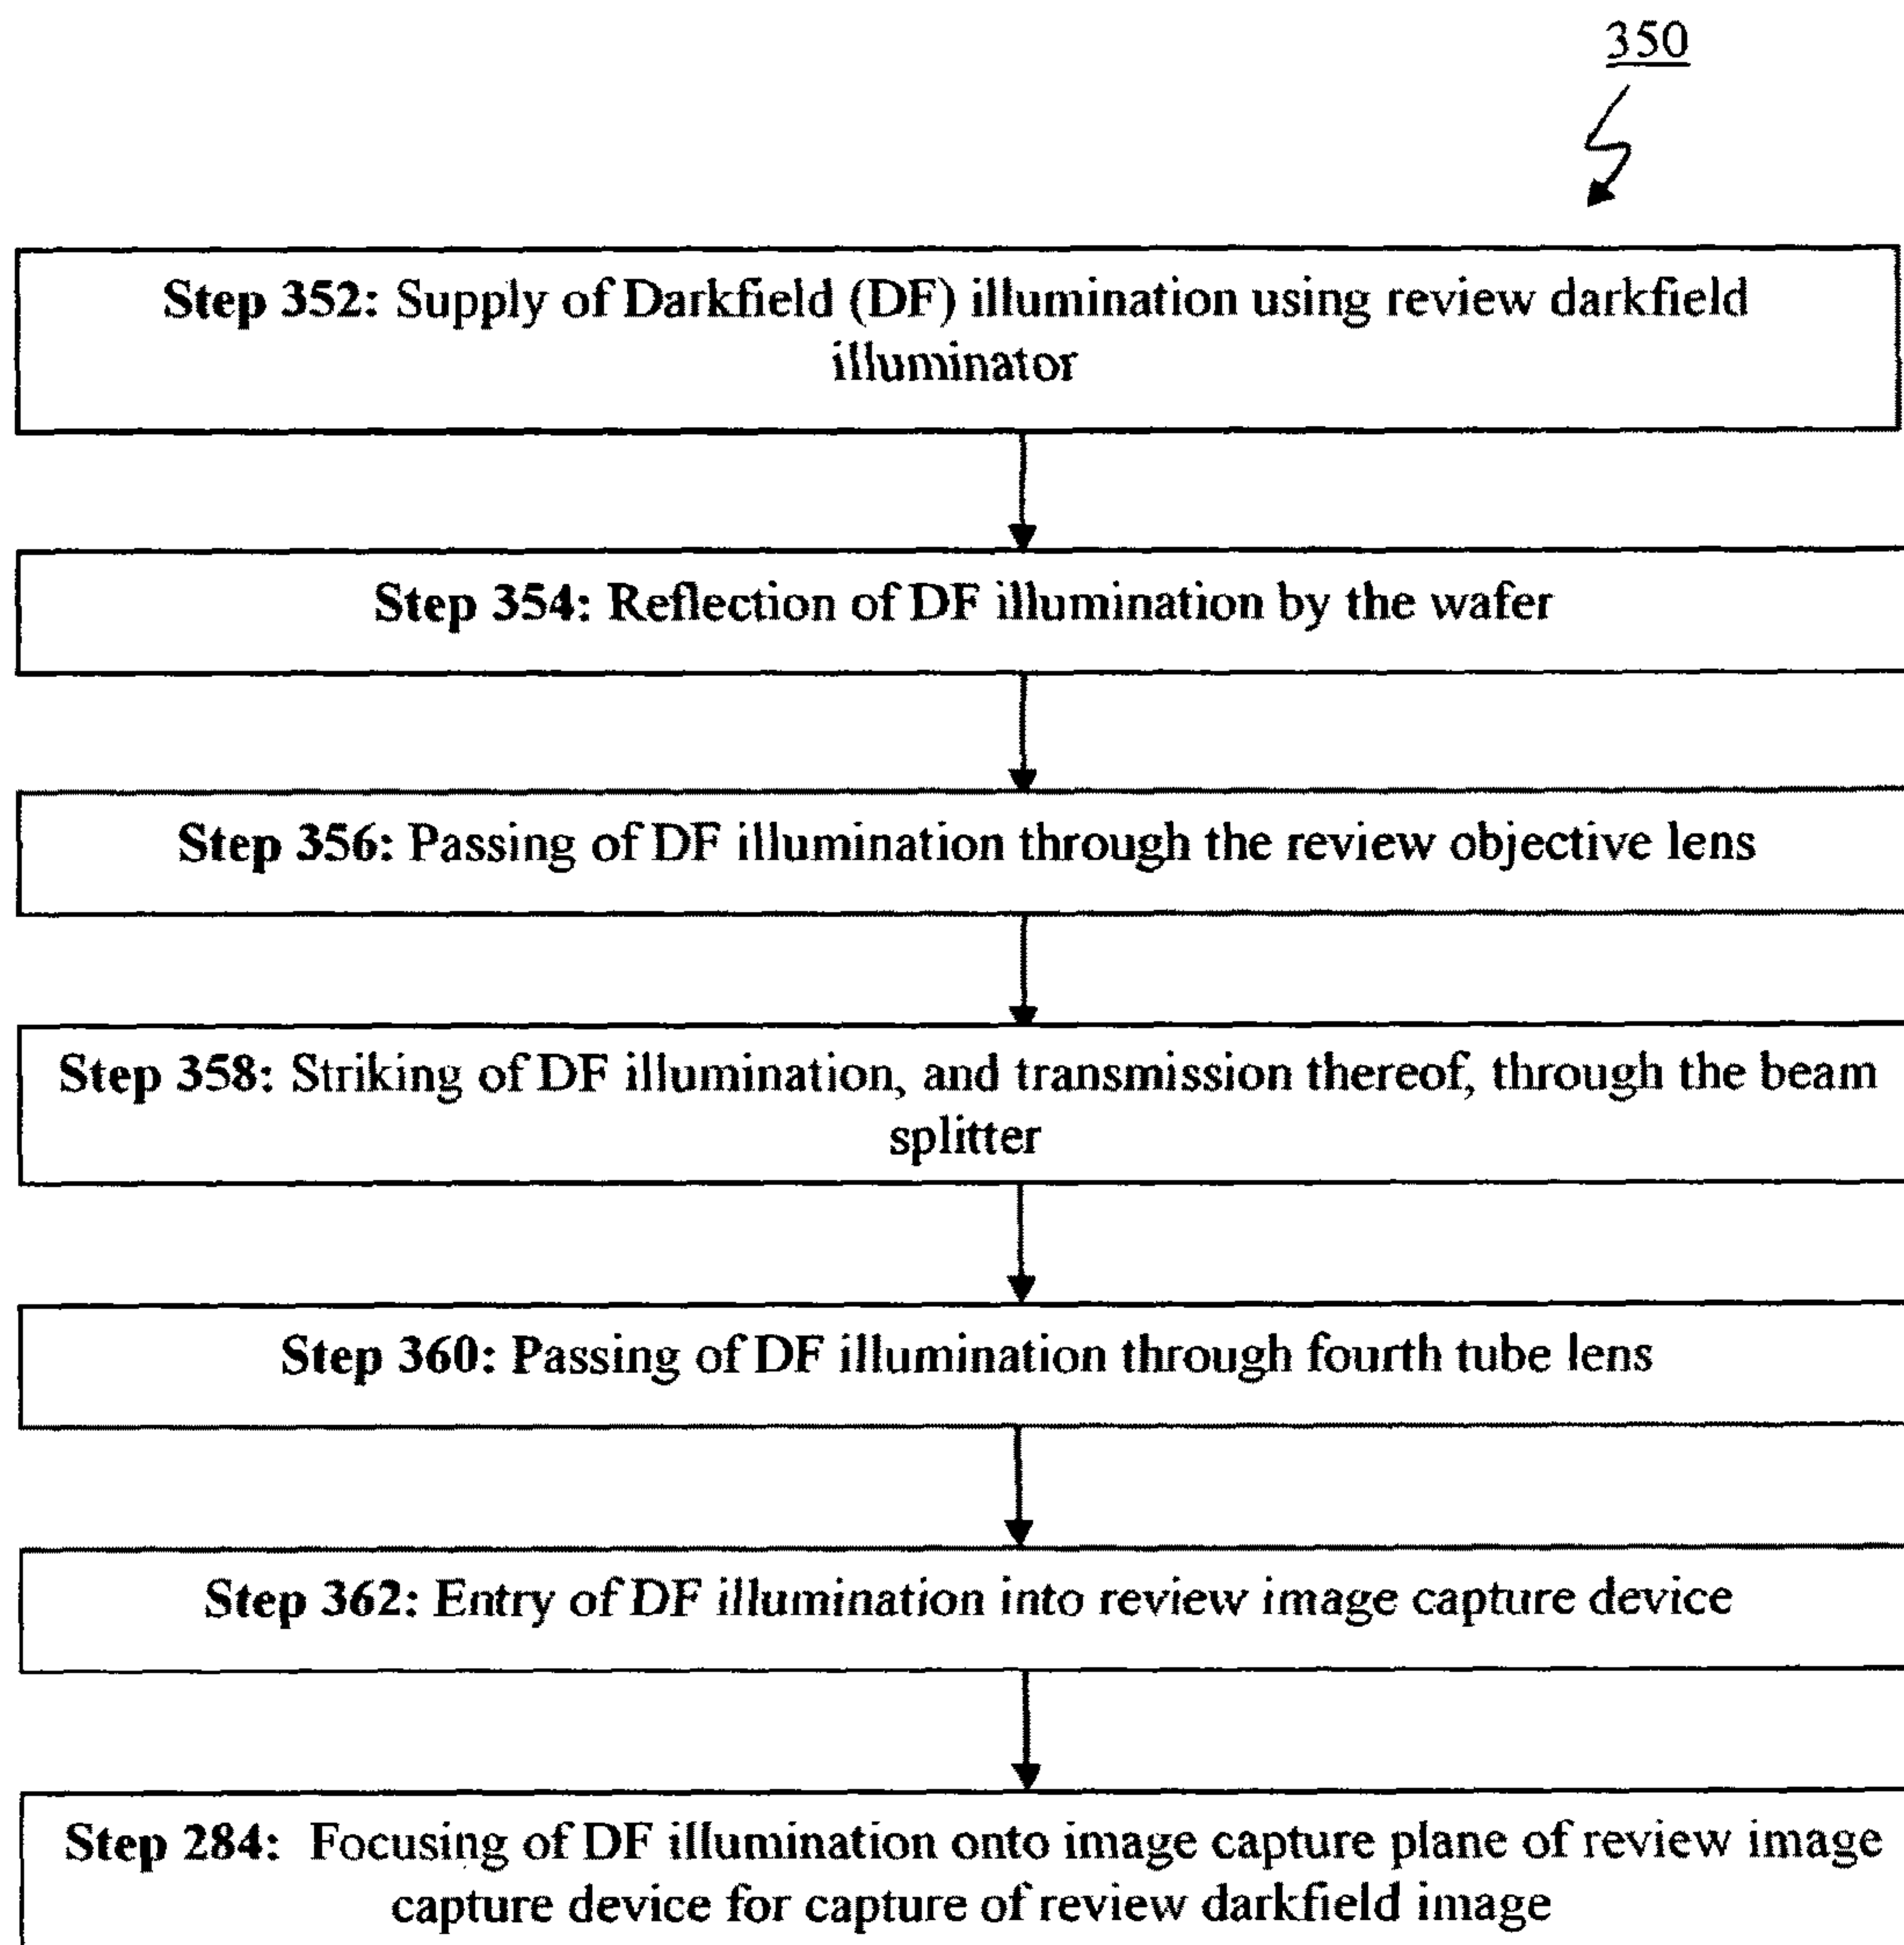 350
Step 352: Supply of Darkfield (DF) illumination using review darkfield
illuminator
Step 354: Reflection of DF illumination by the wafer
Step 356: Passing of DF illumination through the review objective lens
Step 358: Striking of DF illumination, and transmission thereof, through the beam
splitter
Step 360: Passing of DF illumination through fourth tube lens
Step 362: Entry of DF illumination into review image capture device
Step 284: Focusing of DF illumination onto image capture plane of review image
capture device for capture of review darkfield image